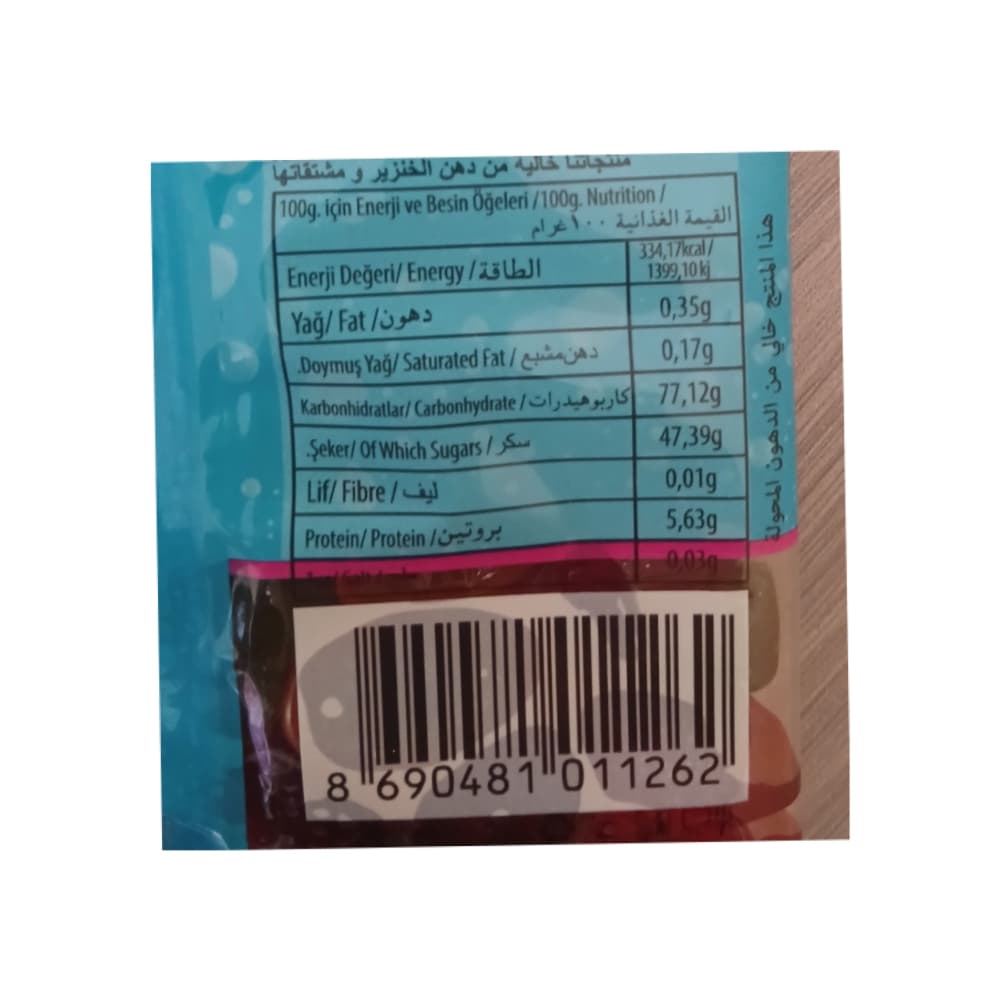 منتجاتنا خالية من دهن الخنزير و مشتقاتها
100g. için Enerji ve Besin Öğeleri /100g. Nutrition /
القيمة الغذائية ١٠٠ غرام
Enerji Değeri/ Energy / الطاقة 334,17kcal /
1399,10 kj
Yağ/ Fat / دهون 0,35g
.Doymuş Yağ/ Saturated Fat / دهن مشبع 0,17g
Karbonhidratlar/ Carbonhydrate / كاربوهيدرات 77,12g
.Şeker/ Of Which Sugars / سكر 47,39g
Lif/ Fibre / ليف 0,01g
Protein/ Protein / بروتين 5,63g
0,03g
هذا المنتج خالي من الدهون المحولة
8 690481 011262